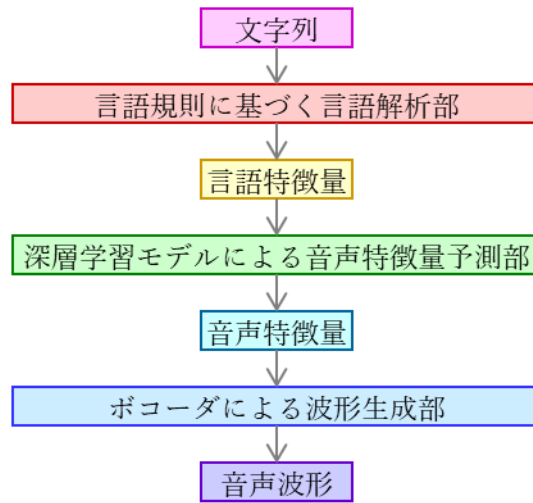 文字列
言語規則に基づく言語解析部
言語特徴量
深層学習モデルによる音声特徴量予測部
音声特徴量
ボコーダによる波形生成部
音声波形